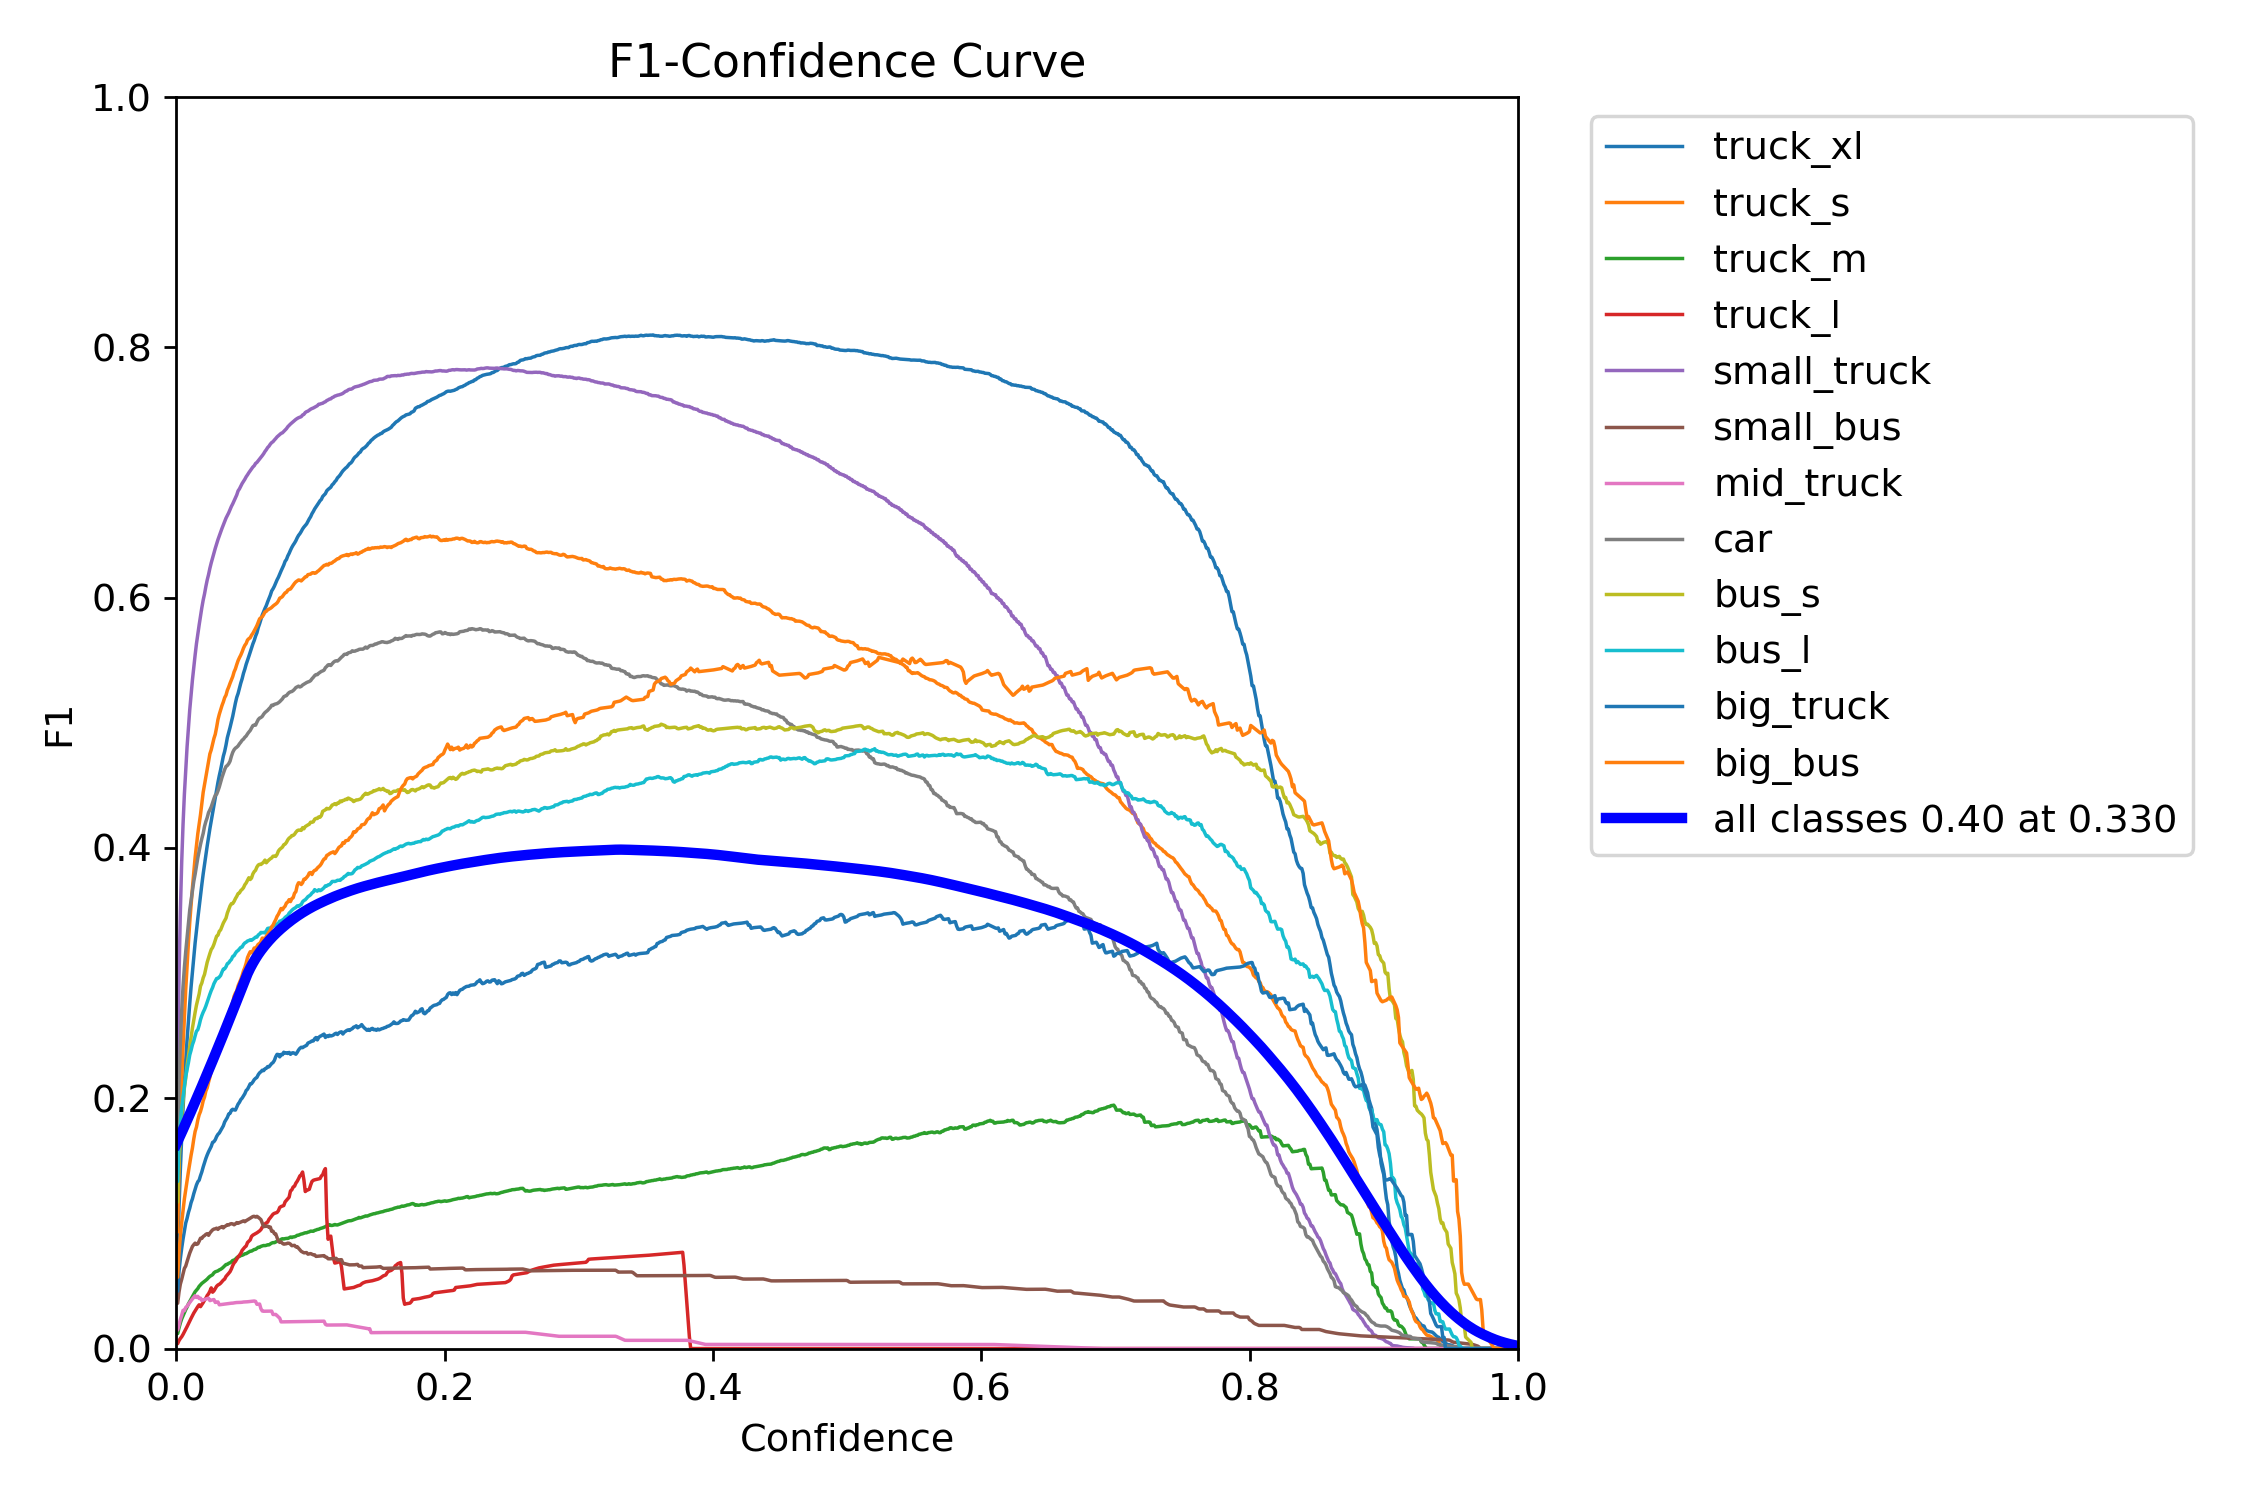 F1-Confidence Curve
1.0
0.8
0.6
0.4
0.2
0.0
F1
0.0 0.2 0.4 0.6 0.8 1.0
Confidence
truck_xl
truck_s
truck_m
truck_l
small_truck
small_bus
mid_truck
car
bus_s
bus_l
big_truck
big_bus
all classes 0.40 at 0.330